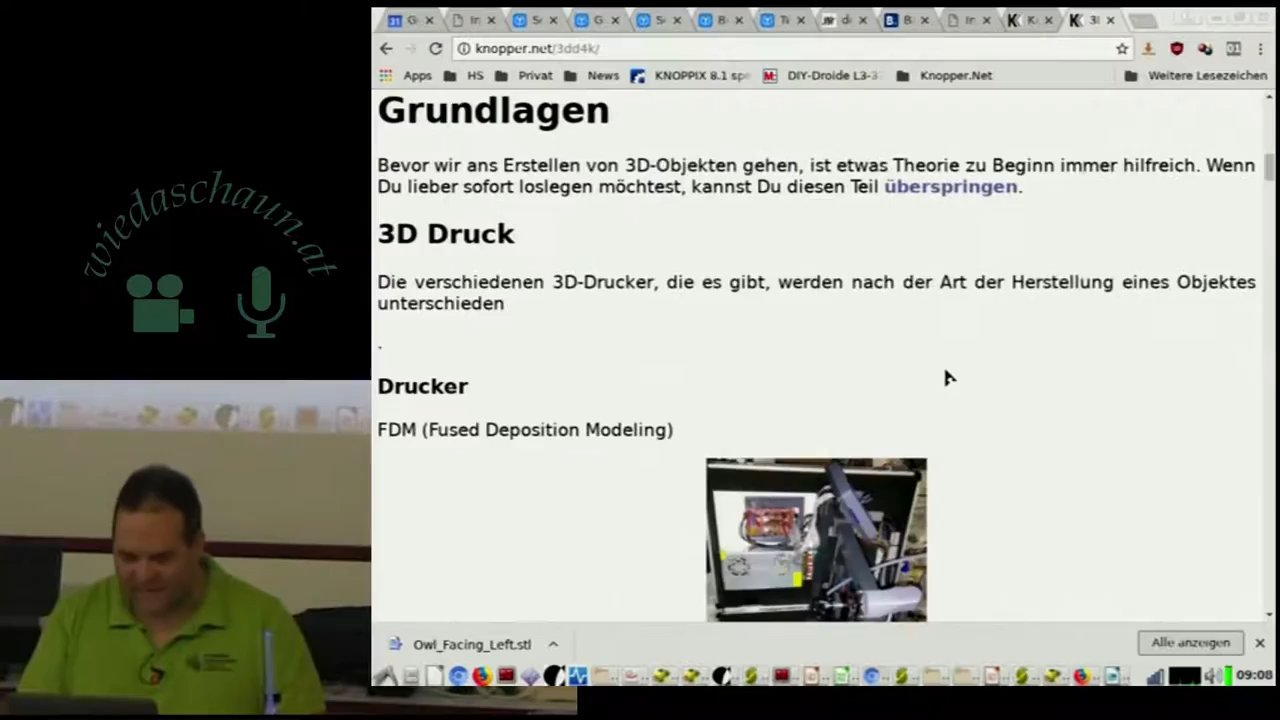 wiedaschaun.at
knopper.net/3dd4k/
Apps HS Privat News KNOPPIX 8.1 spe DIY-Droide L3-3 Knopper.Net Weitere Lesezeichen
Grundlagen
Bevor wir ans Erstellen von 3D-Objekten gehen, ist etwas Theorie zu Beginn immer hilfreich. Wenn
Du lieber sofort loslegen möchtest, kannst Du diesen Teil überspringen.
3D Druck
Die verschiedenen 3D-Drucker, die es gibt, werden nach der Art der Herstellung eines Objektes
unterschieden
.
Drucker
FDM (Fused Deposition Modeling)
Owl_Facing_Left.stl Alle anzeigen
09:08